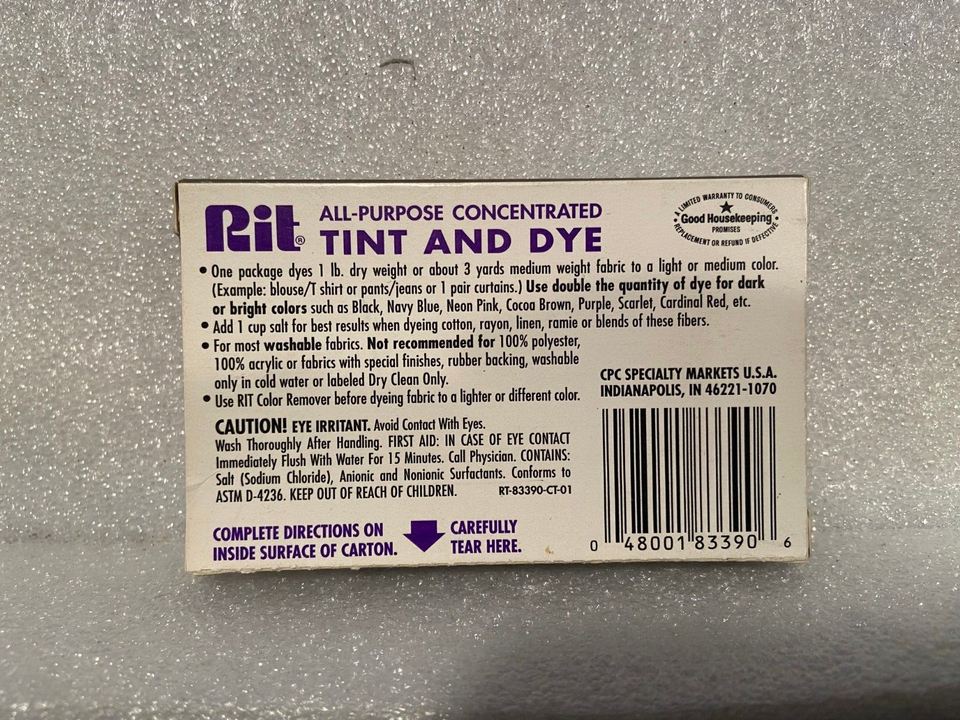 Rit®
ALL-PURPOSE CONCENTRATED
TINT AND DYE
A LIMITED WARRANTY TO CONSUMERS
Good Housekeeping
PROMISES
REPLACEMENT OR REFUND IF DEFECTIVE
• One package dyes 1 lb. dry weight or about 3 yards medium weight fabric to a light or medium color.
(Example: blouse/T shirt or pants/jeans or 1 pair curtains.) Use double the quantity of dye for dark
or bright colors such as Black, Navy Blue, Neon Pink, Cocoa Brown, Purple, Scarlet, Cardinal Red, etc.
• Add 1 cup salt for best results when dyeing cotton, rayon, linen, ramie or blends of these fibers.
• For most washable fabrics. Not recommended for 100% polyester,
100% acrylic or fabrics with special finishes, rubber backing, washable
only in cold water or labeled Dry Clean Only.
• Use RIT Color Remover before dyeing fabric to a lighter or different color.
CPC SPECIALTY MARKETS U.S.A.
INDIANAPOLIS, IN 46221-1070
CAUTION! EYE IRRITANT. Avoid Contact With Eyes.
Wash Thoroughly After Handling. FIRST AID: IN CASE OF EYE CONTACT
Immediately Flush With Water For 15 Minutes. Call Physician. CONTAINS:
Salt (Sodium Chloride), Anionic and Nonionic Surfactants. Conforms to
ASTM D-4236. KEEP OUT OF REACH OF CHILDREN. RT-83390-CT-01
COMPLETE DIRECTIONS ON
INSIDE SURFACE OF CARTON.
CAREFULLY
TEAR HERE.
0 48001 83390 6